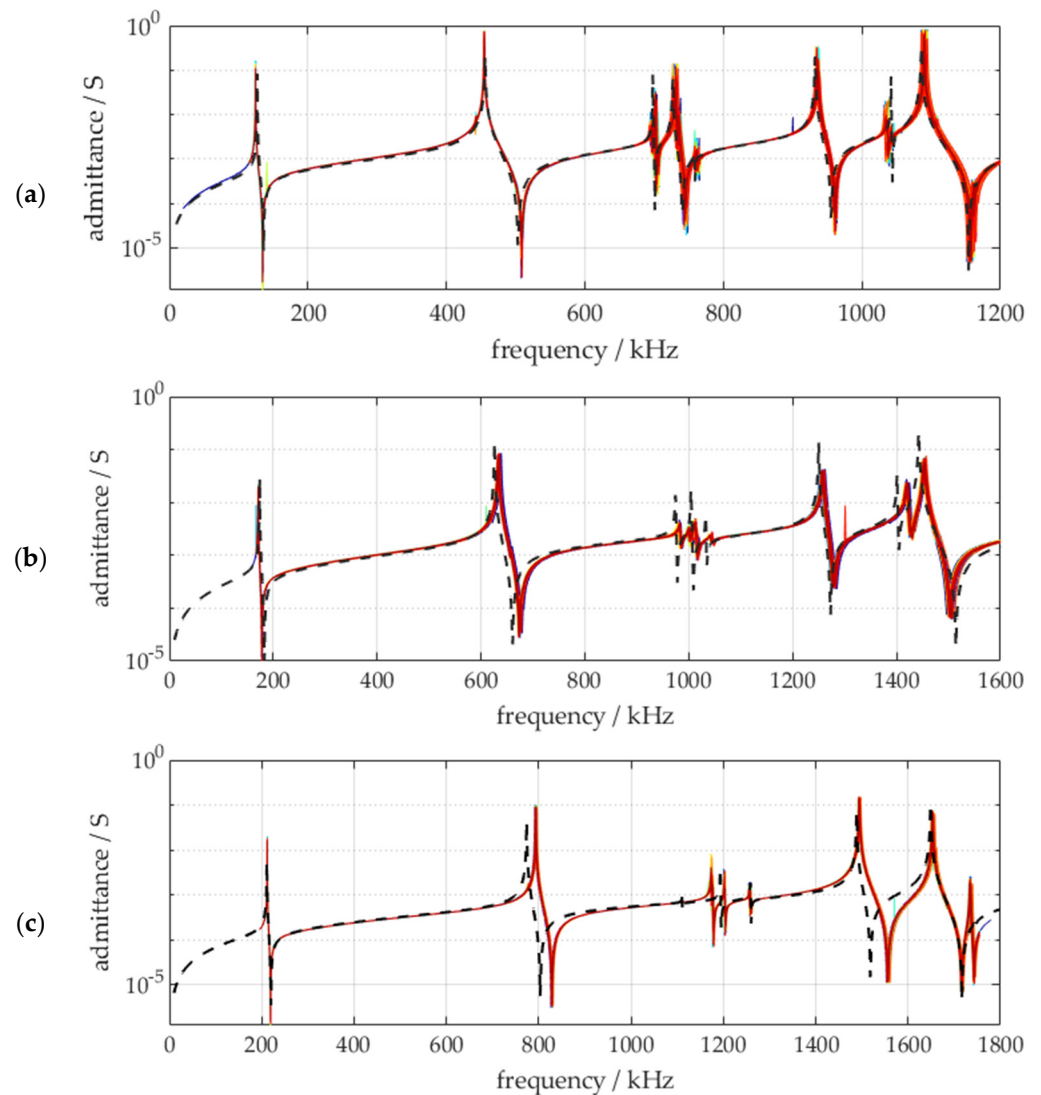 (a)
admittance / S
10^0
10^-5
0 200 400 600 800 1000 1200
frequency / kHz
(b)
admittance / S
10^0
10^-5
0 200 400 600 800 1000 1200 1400 1600
frequency / kHz
(c)
admittance / S
10^0
10^-5
0 200 400 600 800 1000 1200 1400 1600 1800
frequency / kHz